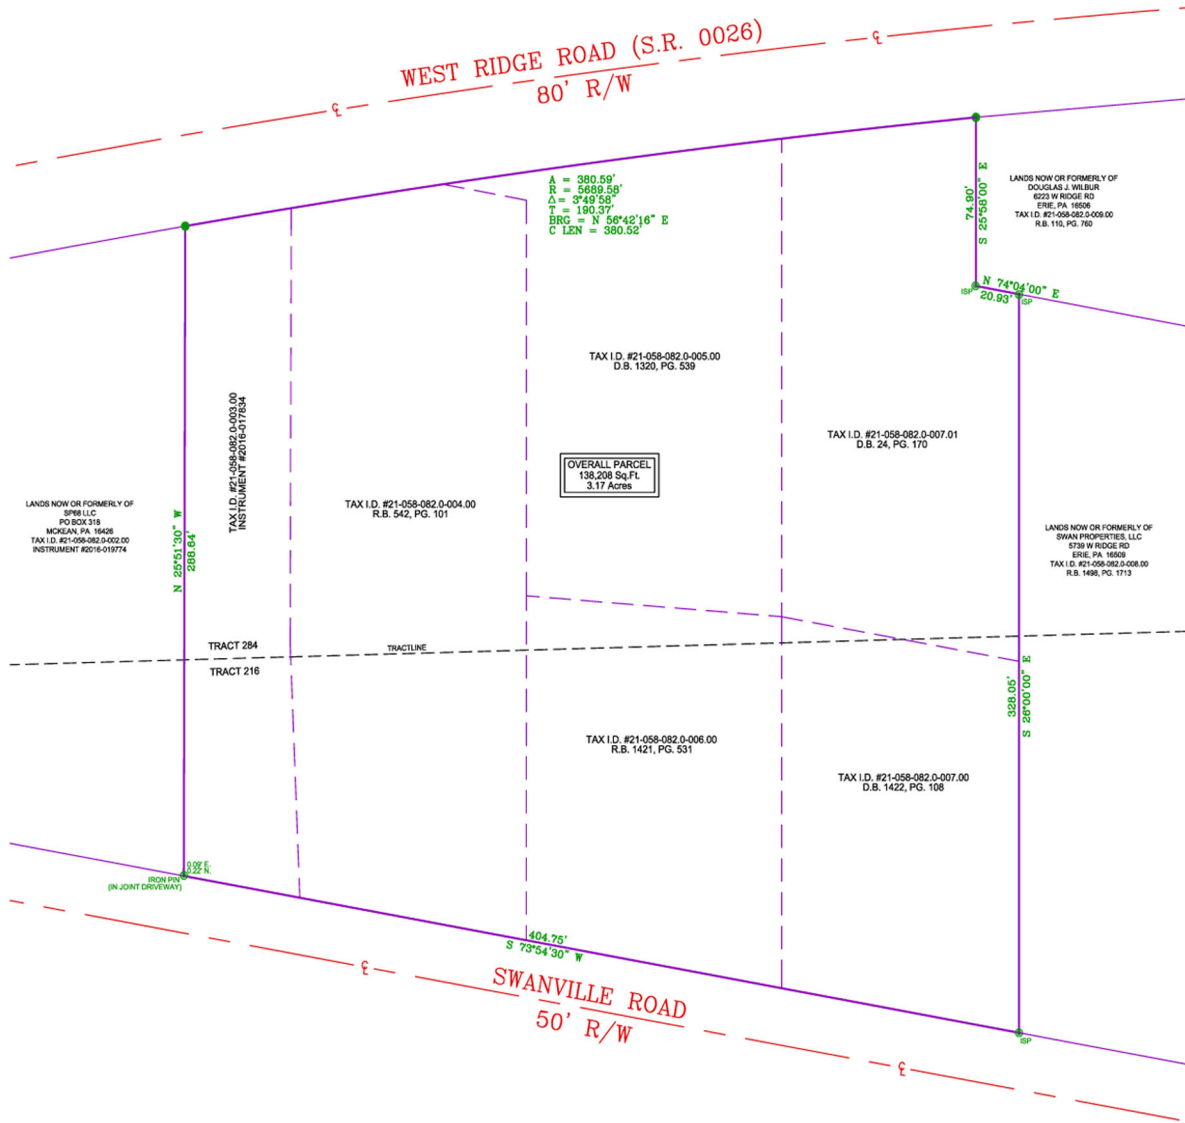 WEST RIDGE ROAD (S.R. 0026)
80' R/W
℄
℄
A = 380.59'
R = 5689.58'
Δ = 3°49'58"
T = 190.37'
BRG = N 56°42'16" E
C LEN = 380.52'
74.90'
S 25°58'00" E
LANDS NOW OR FORMERLY OF
DOUGLAS J. WILBUR
6223 W RIDGE RD
ERIE, PA 16506
TAX I.D. #21-058-082.0-009.00
R.B. 110, PG. 760
N 74°04'00" E
20.93'
ISP
ISP
TAX I.D. #21-058-082.0-005.00
D.B. 1320, PG. 539
TAX I.D. #21-058-082.0-003.00
INSTRUMENT #2016-017834
TAX I.D. #21-058-082.0-007.01
D.B. 24, PG. 170
OVERALL PARCEL
138,208 Sq.Ft.
3.17 Acres
TAX I.D. #21-058-082.0-004.00
R.B. 542, PG. 101
LANDS NOW OR FORMERLY OF
SP68 LLC
PO BOX 318
MCKEAN, PA 16426
TAX I.D. #21-058-082.0-002.00
INSTRUMENT #2016-019774
N 25°51'30" W
288.64'
LANDS NOW OR FORMERLY OF
SWAN PROPERTIES, LLC
5739 W RIDGE RD
ERIE, PA 16509
TAX I.D. #21-058-082.0-008.00
R.B. 1498, PG. 1713
TRACT 284
TRACTLINE
TRACT 216
328.05'
S 26°00'00" E
TAX I.D. #21-058-082.0-006.00
R.B. 1421, PG. 531
TAX I.D. #21-058-082.0-007.00
D.B. 1422, PG. 108
0.09' E.
0.22' N.
IRON PIN
(IN JOINT DRIVEWAY)
404.75'
S 73°54'30" W
℄
SWANVILLE ROAD
50' R/W
℄
ISP